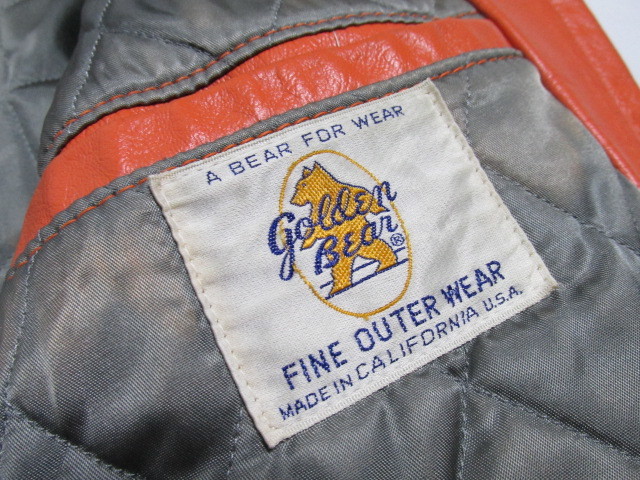 A BEAR FOR WEAR
Golden
Bear®
FINE OUTER WEAR
MADE IN CALIFORNIA U.S.A.